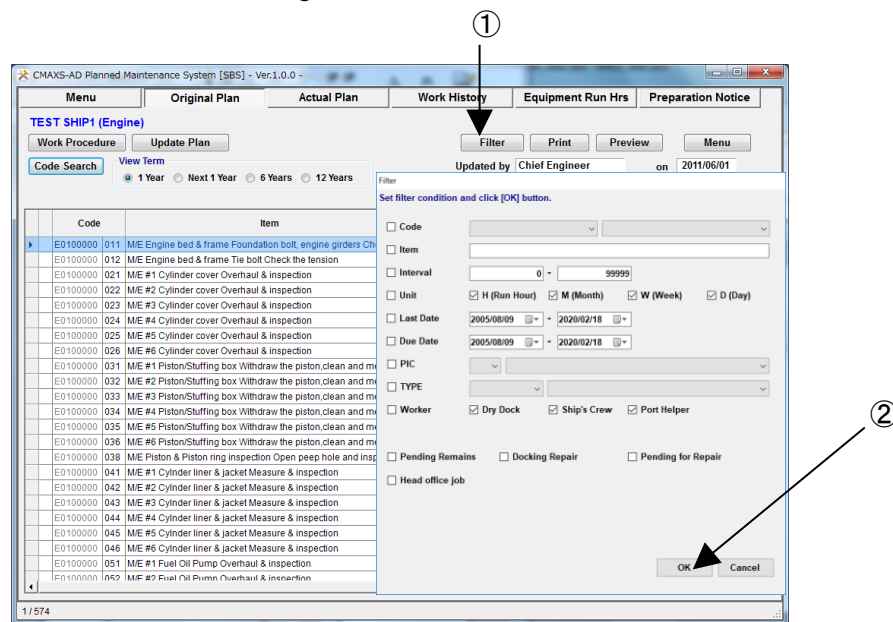 ①
CMAXS-AD Planned Maintenance System [SBS] - Ver.1.0.0 -
Menu Original Plan Actual Plan Work History Equipment Run Hrs Preparation Notice
TEST SHIP1 (Engine)
Work Procedure Update Plan Filter Print Preview Menu
Code Search View Term Updated by Chief Engineer on 2011/06/01
1 Year Next 1 Year 6 Years 12 Years
Filter
Set filter condition and click [OK] button.
Code Item
E0100000 011 M/E Engine bed & frame Foundation bolt, engine girders Ch
E0100000 012 M/E Engine bed & frame Tie bolt Check the tension
E0100000 021 M/E #1 Cylinder cover Overhaul & inspection
E0100000 022 M/E #2 Cylinder cover Overhaul & inspection
E0100000 023 M/E #3 Cylinder cover Overhaul & inspection
E0100000 024 M/E #4 Cylinder cover Overhaul & inspection
E0100000 025 M/E #5 Cylinder cover Overhaul & inspection
E0100000 026 M/E #6 Cylinder cover Overhaul & inspection
E0100000 031 M/E #1 Piston/Stuffing box Withdraw the piston,clean and m
E0100000 032 M/E #2 Piston/Stuffing box Withdraw the piston,clean and m
E0100000 033 M/E #3 Piston/Stuffing box Withdraw the piston,clean and m
E0100000 034 M/E #4 Piston/Stuffing box Withdraw the piston,clean and m
E0100000 035 M/E #5 Piston/Stuffing box Withdraw the piston,clean and m
E0100000 036 M/E #6 Piston/Stuffing box Withdraw the piston,clean and m
E0100000 038 M/E Piston & Piston ring inspection Open peep hole and insp
E0100000 041 M/E #1 Cylnder liner & jacket Measure & inspection
E0100000 042 M/E #2 Cylnder liner & jacket Measure & inspection
E0100000 043 M/E #3 Cylnder liner & jacket Measure & inspection
E0100000 044 M/E #4 Cylnder liner & jacket Measure & inspection
E0100000 045 M/E #5 Cylnder liner & jacket Measure & inspection
E0100000 046 M/E #6 Cylnder liner & jacket Measure & inspection
E0100000 051 M/E #1 Fuel Oil Pump Overhaul & inspection
E0100000 052 M/E #2 Fuel Oil Pump Overhaul & inspection
1 / 574
Code
Item
Interval 0 - 99999
Unit H (Run Hour) M (Month) W (Week) D (Day)
Last Date 2005/08/09 - 2020/02/18
Due Date 2005/08/09 - 2020/02/18
PIC
TYPE
Worker Dry Dock Ship's Crew Port Helper
Pending Remains Docking Repair Pending for Repair
Head office job
OK Cancel
②